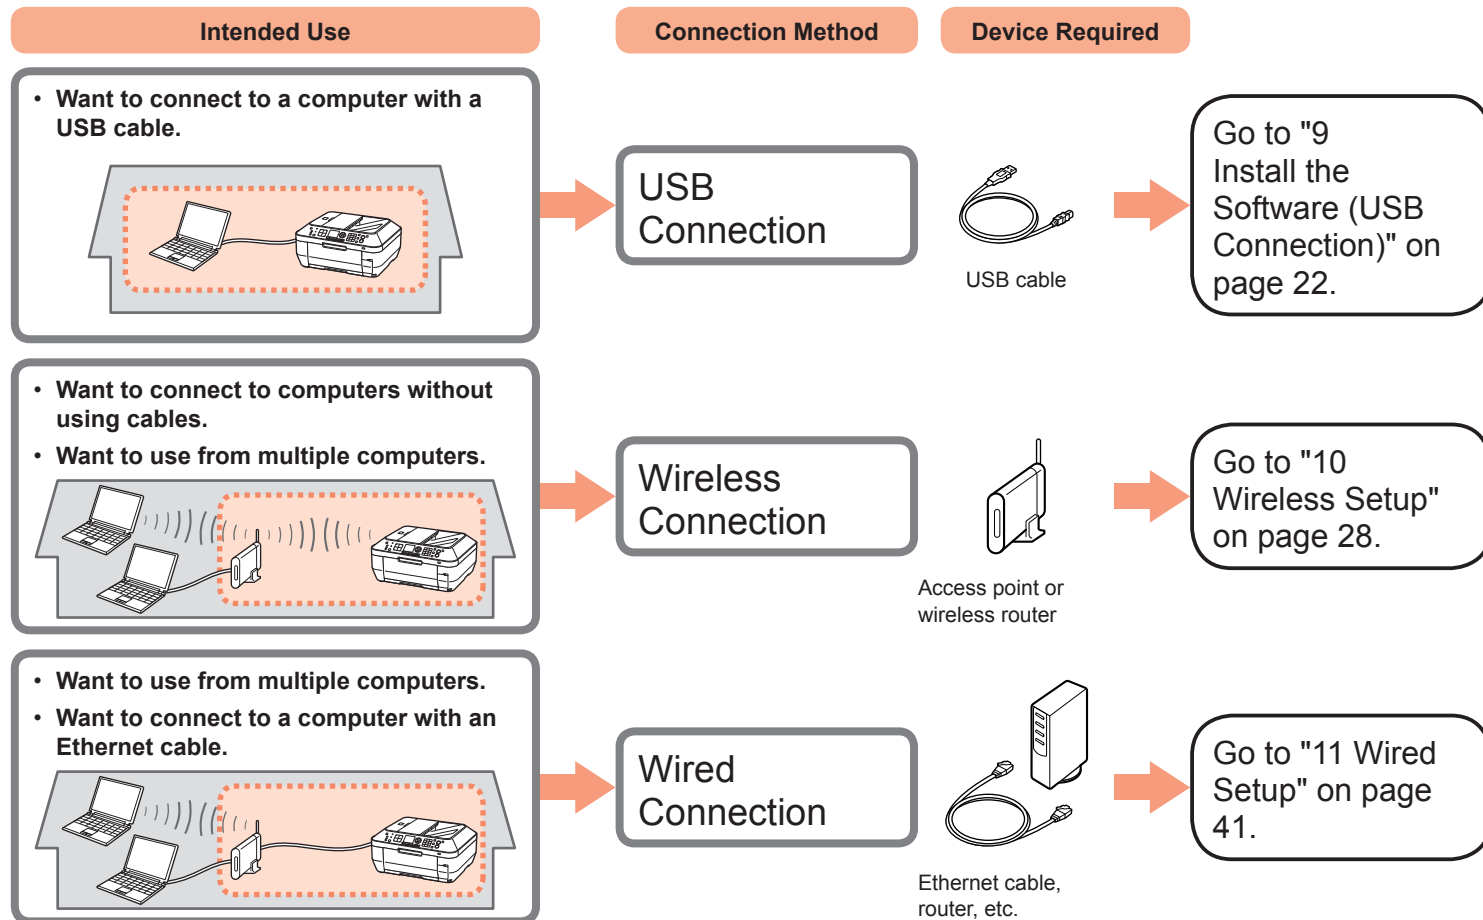 Intended Use
Connection Method
Device Required
• Want to connect to a computer with a
USB cable.
USB
Connection
USB cable
Go to "9
Install the
Software (USB
Connection)" on
page 22.
• Want to connect to computers without
using cables.
• Want to use from multiple computers.
Wireless
Connection
Access point or
wireless router
Go to "10
Wireless Setup"
on page 28.
• Want to use from multiple computers.
• Want to connect to a computer with an
Ethernet cable.
Wired
Connection
Ethernet cable,
router, etc.
Go to "11 Wired
Setup" on page
41.